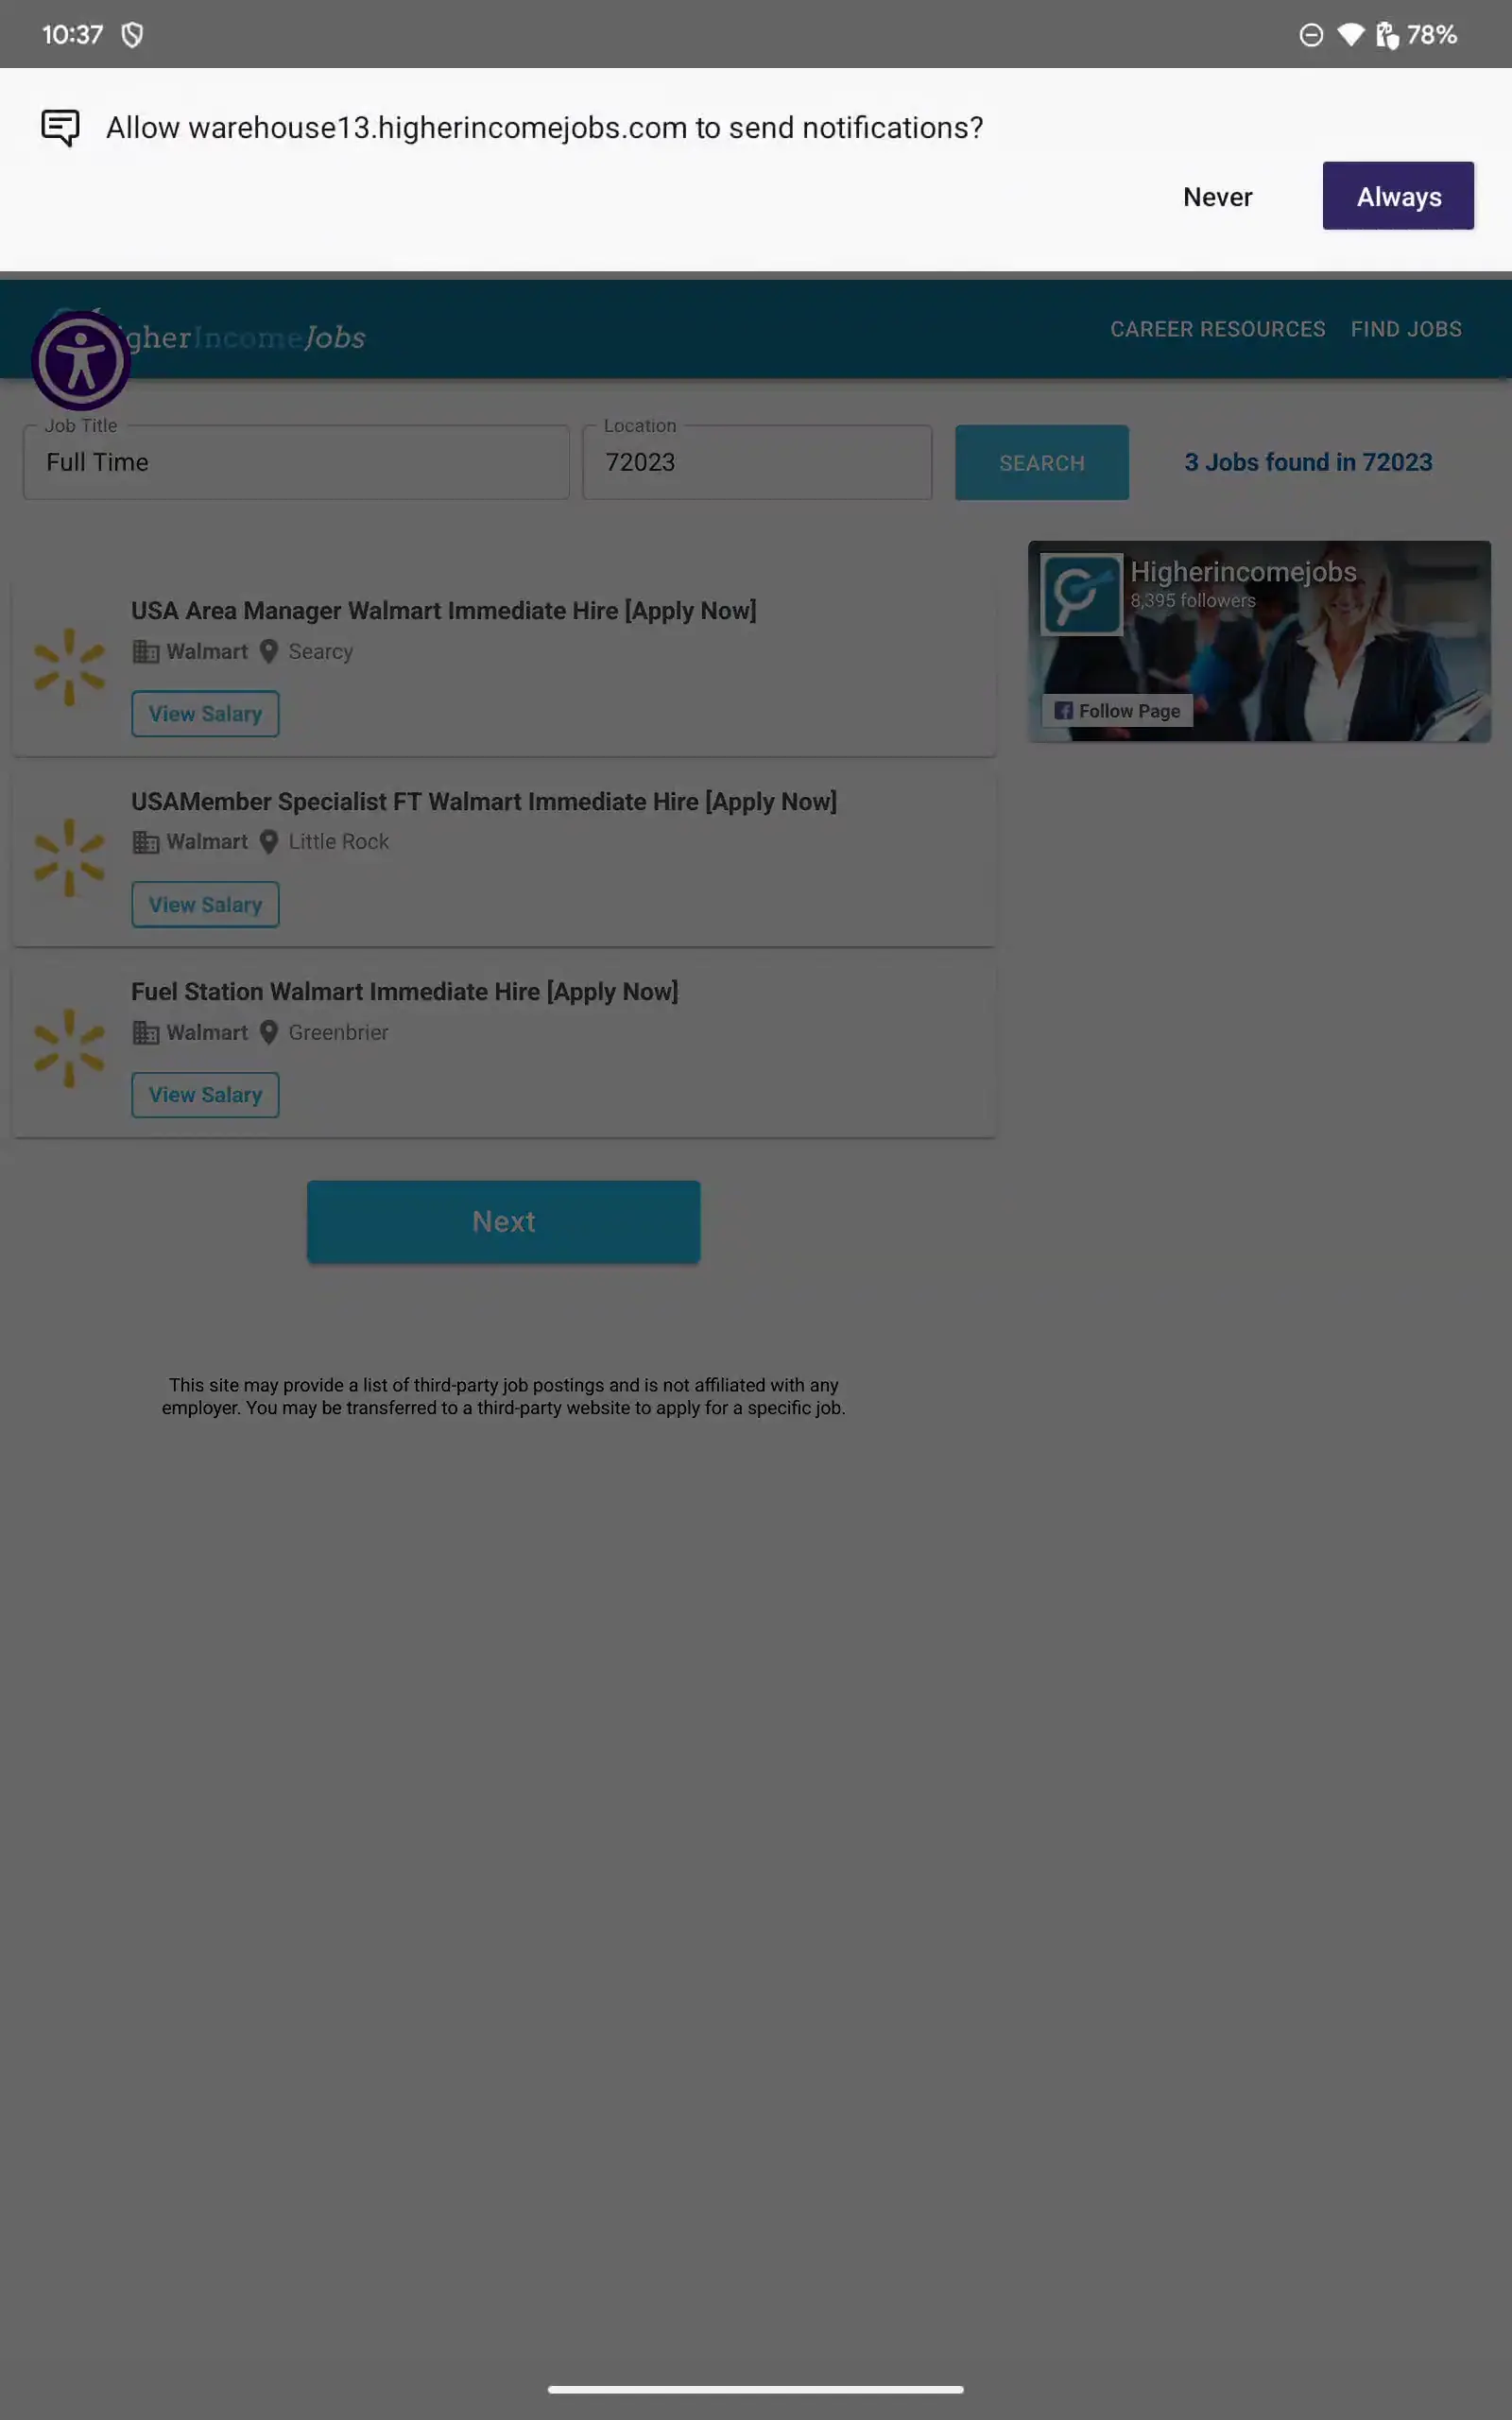 10:37
78%
Allow warehouse13.higherincomejobs.com to send notifications?
Never
Always
gherIncomeJobs
CAREER RESOURCES
FIND JOBS
Job Title
Full Time
Location
72023
SEARCH
3 Jobs found in 72023
Higherincomejobs
8,395 followers
Follow Page
USA Area Manager Walmart Immediate Hire [Apply Now]
Walmart Searcy
View Salary
USAMember Specialist FT Walmart Immediate Hire [Apply Now]
Walmart Little Rock
View Salary
Fuel Station Walmart Immediate Hire [Apply Now]
Walmart Greenbrier
View Salary
Next
This site may provide a list of third-party job postings and is not affiliated with any
employer. You may be transferred to a third-party website to apply for a specific job.